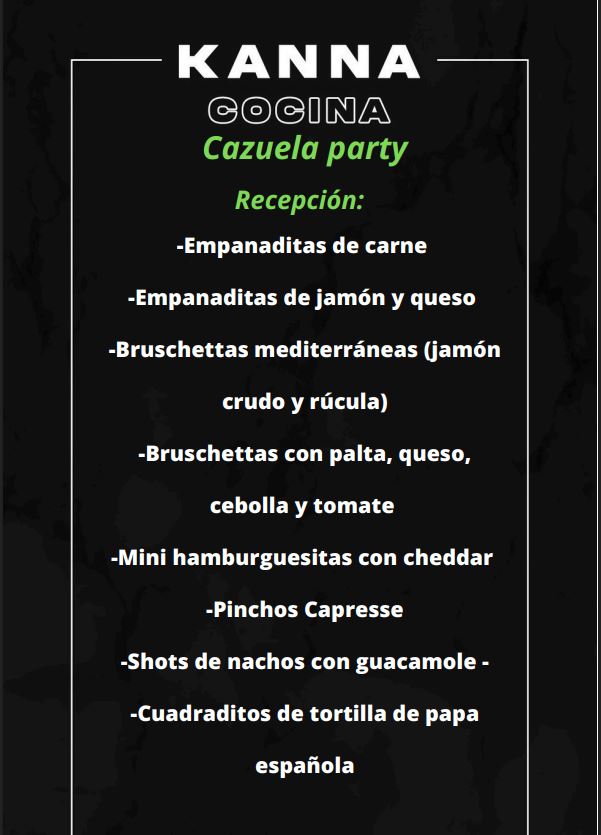 KANNA
COCINA
Cazuela party
Recepción:
-Empanaditas de carne
-Empanaditas de jamón y queso
-Bruschettas mediterráneas (jamón
crudo y rúcula)
-Bruschettas con palta, queso,
cebolla y tomate
-Mini hamburguesitas con cheddar
-Pinchos Capresse
-Shots de nachos con guacamole -
-Cuadraditos de tortilla de papa
española